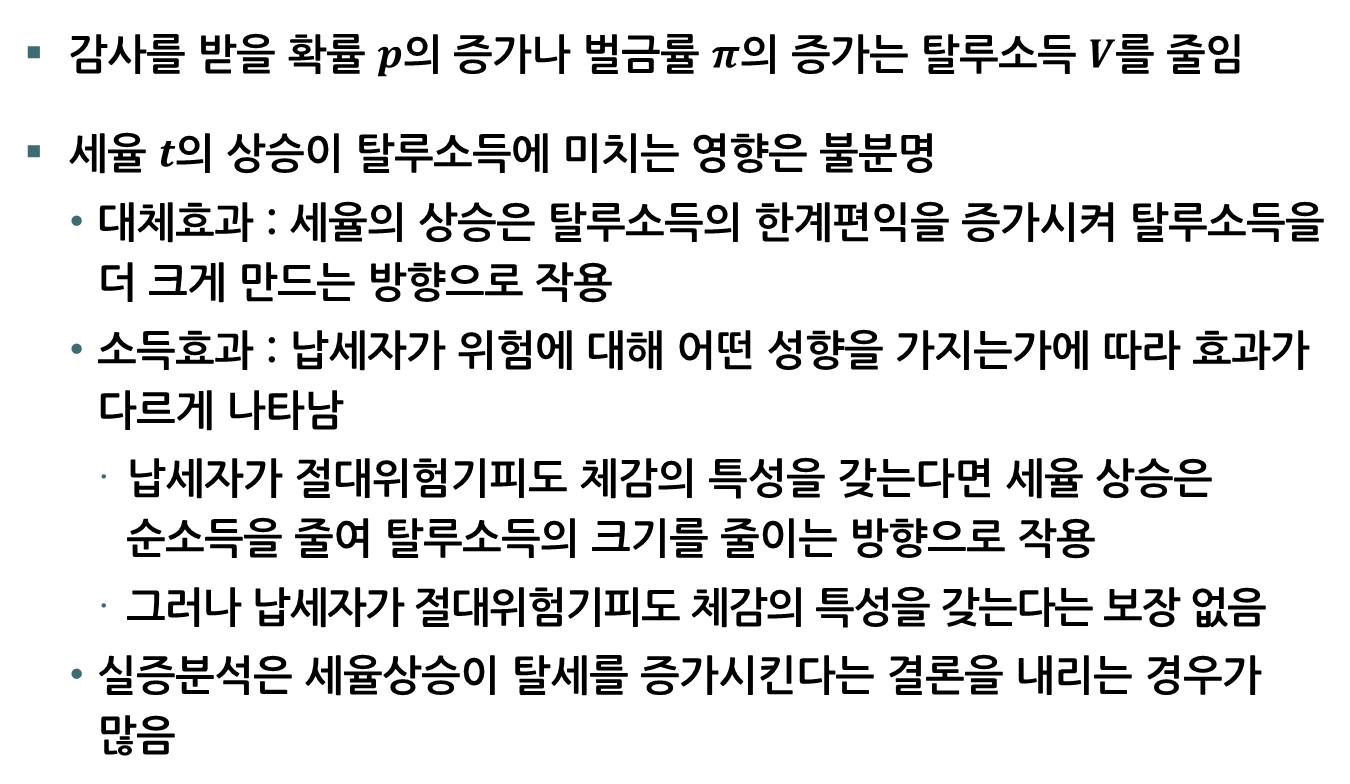 ▪ 감사를 받을 확률 p의 증가나 벌금률 π의 증가는 탈루소득 V를 줄임
▪ 세율 t의 상승이 탈루소득에 미치는 영향은 불분명
• 대체효과 : 세율의 상승은 탈루소득의 한계편익을 증가시켜 탈루소득을
더 크게 만드는 방향으로 작용
• 소득효과 : 납세자가 위험에 대해 어떤 성향을 가지는가에 따라 효과가
다르게 나타남
· 납세자가 절대위험기피도 체감의 특성을 갖는다면 세율 상승은
순소득을 줄여 탈루소득의 크기를 줄이는 방향으로 작용
· 그러나 납세자가 절대위험기피도 체감의 특성을 갖는다는 보장 없음
• 실증분석은 세율상승이 탈세를 증가시킨다는 결론을 내리는 경우가
많음